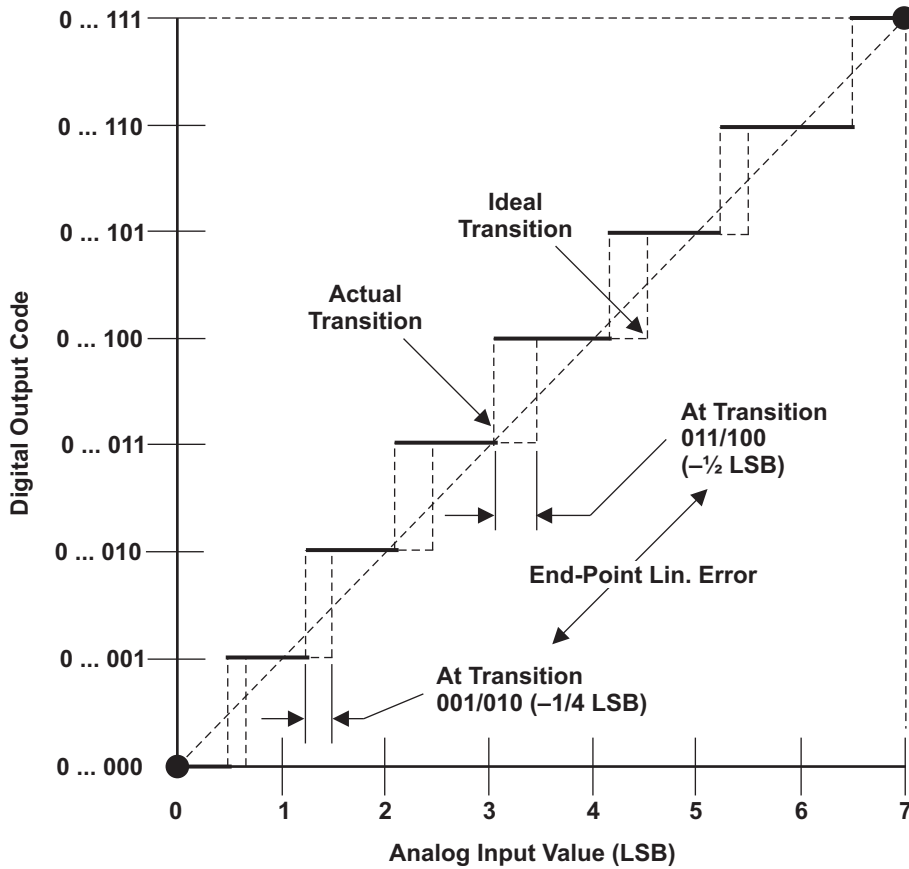 0 ... 111
0 ... 110
0 ... 101
0 ... 100
0 ... 011
0 ... 010
0 ... 001
0 ... 000
Digital Output Code
Ideal
Transition
Actual
Transition
At Transition
011/100
(–½ LSB)
End-Point Lin. Error
At Transition
001/010 (–1/4 LSB)
0 1 2 3 4 5 6 7
Analog Input Value (LSB)